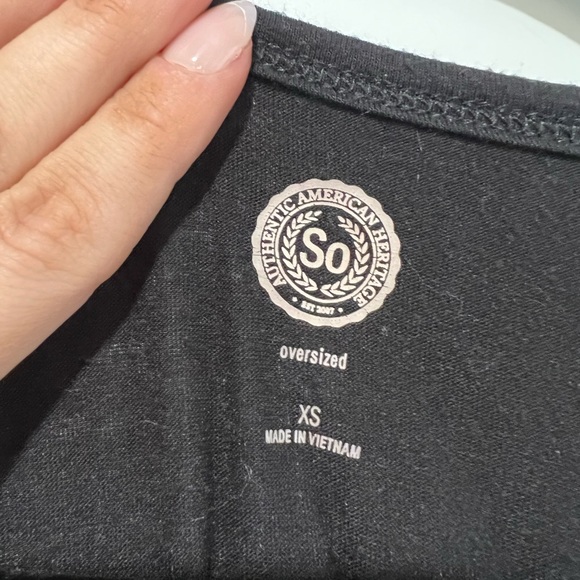 AUTHENTIC AMERICAN HERITAGE
So
• EST 2007 •
oversized
XS
MADE IN VIETNAM